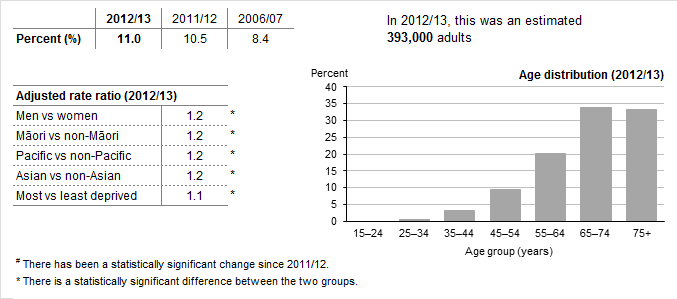 2012/13 2011/12 2006/07
Percent (%) 11.0 10.5 8.4
In 2012/13, this was an estimated
393,000 adults
Adjusted rate ratio (2012/13)
Men vs women 1.2 *
Māori vs non-Māori 1.2 *
Pacific vs non-Pacific 1.2 *
Asian vs non-Asian 1.2 *
Most vs least deprived 1.1 *
Percent
Age distribution (2012/13)
40
35
30
25
20
15
10
5
0
15–24 25–34 35–44 45–54 55–64 65–74 75+
Age group (years)
# There has been a statistically significant change since 2011/12.
* There is a statistically significant difference between the two groups.